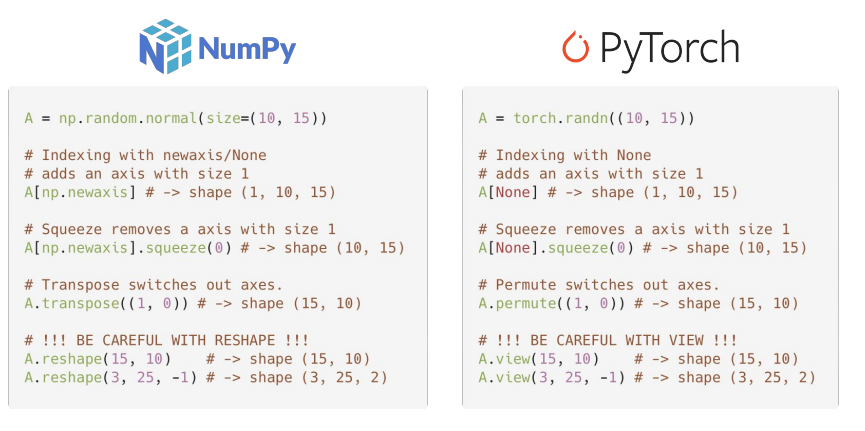 NumPy
A = np.random.normal(size=(10, 15))
# Indexing with newaxis/None
# adds an axis with size 1
A[np.newaxis] # -> shape (1, 10, 15)
# Squeeze removes a axis with size 1
A[np.newaxis].squeeze(0) # -> shape (10, 15)
# Transpose switches out axes.
A.transpose((1, 0)) # -> shape (15, 10)
# !!! BE CAREFUL WITH RESHAPE !!!
A.reshape(15, 10)    # -> shape (15, 10)
A.reshape(3, 25, -1) # -> shape (3, 25, 2)
PyTorch
A = torch.randn((10, 15))
# Indexing with None
# adds an axis with size 1
A[None] # -> shape (1, 10, 15)
# Squeeze removes a axis with size 1
A[None].squeeze(0) # -> shape (10, 15)
# Permute switches out axes.
A.permute((1, 0)) # -> shape (15, 10)
# !!! BE CAREFUL WITH VIEW !!!
A.view(15, 10)    # -> shape (15, 10)
A.view(3, 25, -1) # -> shape (3, 25, 2)